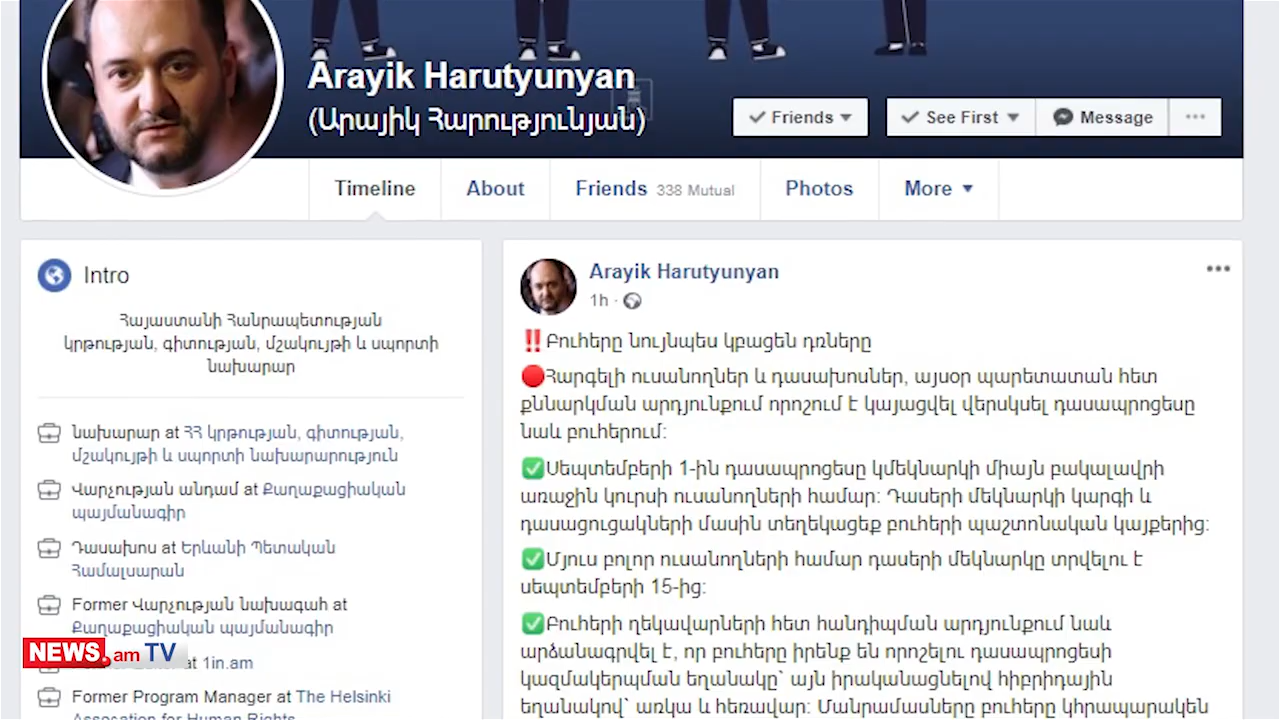 Arayik Harutyunyan
(Արայիկ Հարությունյան)
Friends
See First
Message
Timeline
About
Friends 338 Mutual
Photos
More
Intro
Հայաստանի Հանրապետության
կրթության, գիտության, մշակույթի և սպորտի
նախարար
նախարար at ՀՀ կրթության, գիտության,
մշակույթի և սպորտի նախարարություն
Վարչության անդամ at Քաղաքացիական
պայմանագիր
Դասախոս at Երևանի Պետական
Համալսարան
Former Վարչության նախագահ at
Քաղաքացիական պայմանագիր
at 1in.am
Former Program Manager at The Helsinki
Association for Human Rights
Arayik Harutyunyan
1h ·
‼️Բուհերը նույնպես կբացեն դռները
🔴Հարգելի ուսանողներ և դասախոսներ, այսօր պարետատան հետ
քննարկման արդյունքում որոշում է կայացվել վերսկսել դասապրոցեսը
նաև բուհերում։
✅Սեպտեմբերի 1-ին դասապրոցեսը կմեկնարկի միայն բակալավրի
առաջին կուրսի ուսանողների համար։ Դասերի մեկնարկի կարգի և
դասացուցակների մասին տեղեկացեք բուհերի պաշտոնական կայքերից։
✅Մյուս բոլոր ուսանողների համար դասերի մեկնարկը տրվելու է
սեպտեմբերի 15-ից։
✅Բուհերի ղեկավարների հետ հանդիպման արդյունքում նաև
արձանագրվել է, որ բուհերը իրենք են որոշելու դասապրոցեսի
կազմակերպման եղանակը՝ այն իրականացնելով հիբրիդային
եղանակով՝ առկա և հեռավար։ Մանրամասները բուհերը կհրապարակեն
NEWS.am TV